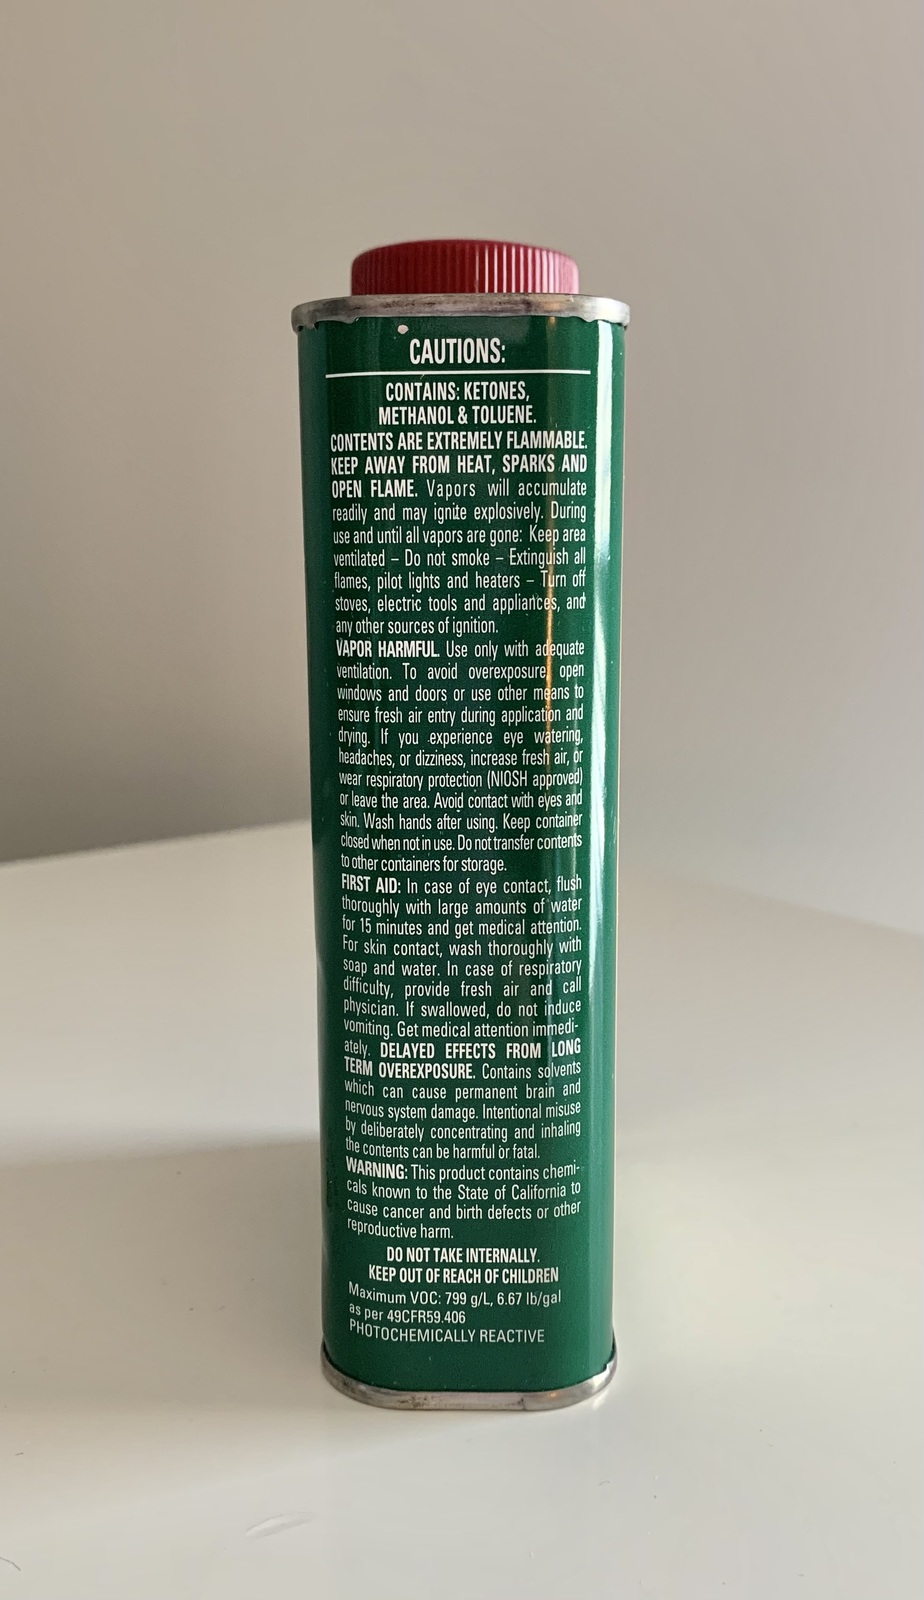 CAUTIONS:
CONTAINS: KETONES,
METHANOL & TOLUENE.
CONTENTS ARE EXTREMELY FLAMMABLE.
KEEP AWAY FROM HEAT, SPARKS AND
OPEN FLAME. Vapors will accumulate
readily and may ignite explosively. During
use and until all vapors are gone: Keep area
ventilated – Do not smoke – Extinguish all
flames, pilot lights and heaters – Turn off
stoves, electric tools and appliances, and
any other sources of ignition.
VAPOR HARMFUL. Use only with adequate
ventilation. To avoid overexposure, open
windows and doors or use other means to
ensure fresh air entry during application and
drying. If you experience eye watering,
headaches, or dizziness, increase fresh air, or
wear respiratory protection (NIOSH approved)
or leave the area. Avoid contact with eyes and
skin. Wash hands after using. Keep container
closed when not in use. Do not transfer contents
to other containers for storage.
FIRST AID: In case of eye contact, flush
thoroughly with large amounts of water
for 15 minutes and get medical attention.
For skin contact, wash thoroughly with
soap and water. In case of respiratory
difficulty, provide fresh air and call
physician. If swallowed, do not induce
vomiting. Get medical attention immedi-
ately. DELAYED EFFECTS FROM LONG
TERM OVEREXPOSURE. Contains solvents
which can cause permanent brain and
nervous system damage. Intentional misuse
by deliberately concentrating and inhaling
the contents can be harmful or fatal.
WARNING: This product contains chemi-
cals known to the State of California to
cause cancer and birth defects or other
reproductive harm.
DO NOT TAKE INTERNALLY.
KEEP OUT OF REACH OF CHILDREN
Maximum VOC: 799 g/L, 6.67 lb/gal
as per 49CFR59.406
PHOTOCHEMICALLY REACTIVE